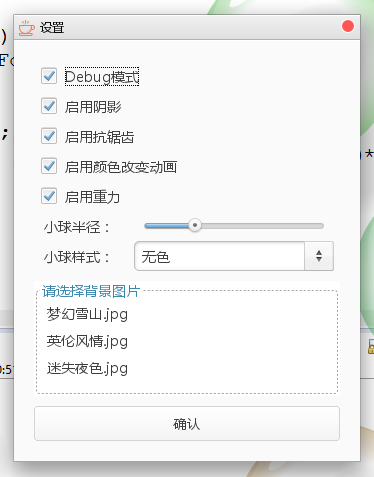 设置
)
F
Debug模式
启用阴影
;
启用抗锯齿
)*
启用颜色改变动画
启用重力
小球半径：
小球样式：
无色
请选择背景图片
梦幻雪山.jpg
英伦风情.jpg
迷失夜色.jpg
确认